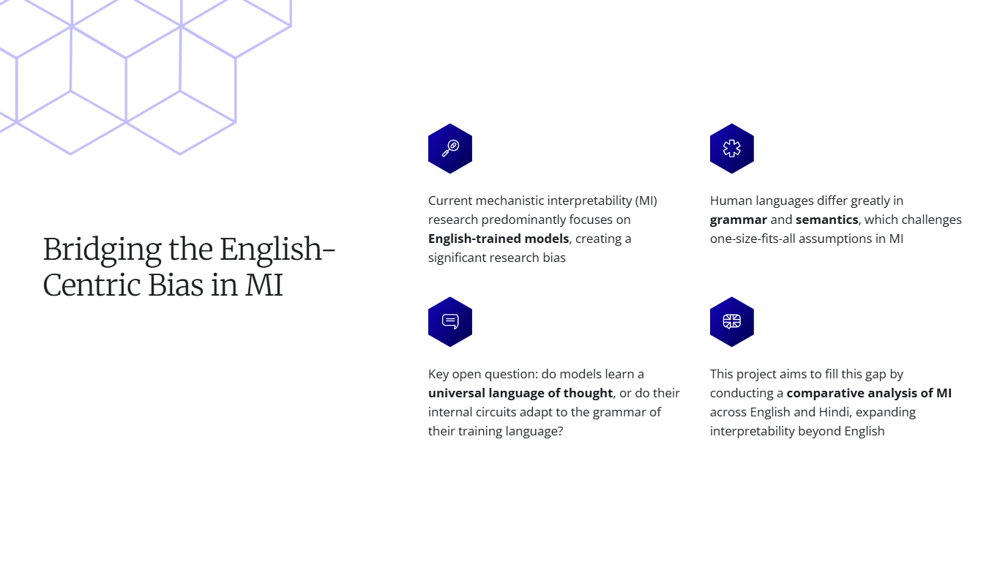 Bridging the English-
Centric Bias in MI
Current mechanistic interpretability (MI)
research predominantly focuses on
English-trained models, creating a
significant research bias
Human languages differ greatly in
grammar and semantics, which challenges
one-size-fits-all assumptions in MI
Key open question: do models learn a
universal language of thought, or do their
internal circuits adapt to the grammar of
their training language?
This project aims to fill this gap by
conducting a comparative analysis of MI
across English and Hindi, expanding
interpretability beyond English